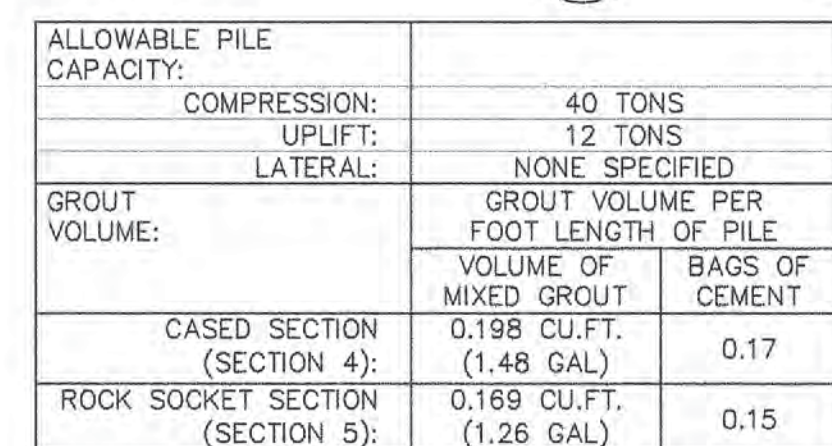 ALLOWABLE PILE
CAPACITY:
COMPRESSION: 40 TONS
UPLIFT: 12 TONS
LATERAL: NONE SPECIFIED
GROUT
VOLUME:
GROUT VOLUME PER
FOOT LENGTH OF PILE
VOLUME OF
MIXED GROUT
BAGS OF
CEMENT
CASED SECTION
(SECTION 4):
0.198 CU.FT.
(1.48 GAL)
0.17
ROCK SOCKET SECTION
(SECTION 5):
0.169 CU.FT.
(1.26 GAL)
0.15